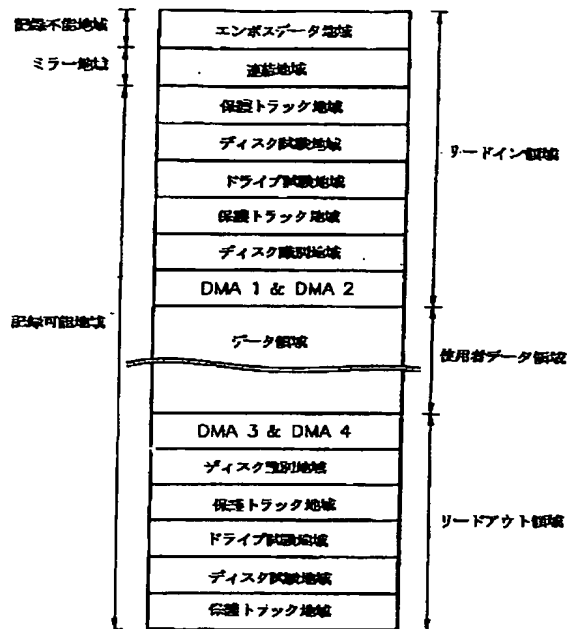 記録不能地域
エンボスデータ地域
ミラー地域
連結地域
保護トラック地域
ディスク試験地域
リードイン領域
ドライブ試験地域
保護トラック地域
ディスク識別地域
DMA 1 & DMA 2
記録可能地域
データ領域
使用者データ領域
DMA 3 & DMA 4
ディスク識別地域
保護トラック地域
リードアウト領域
ドライブ試験地域
ディスク試験地域
保護トラック地域